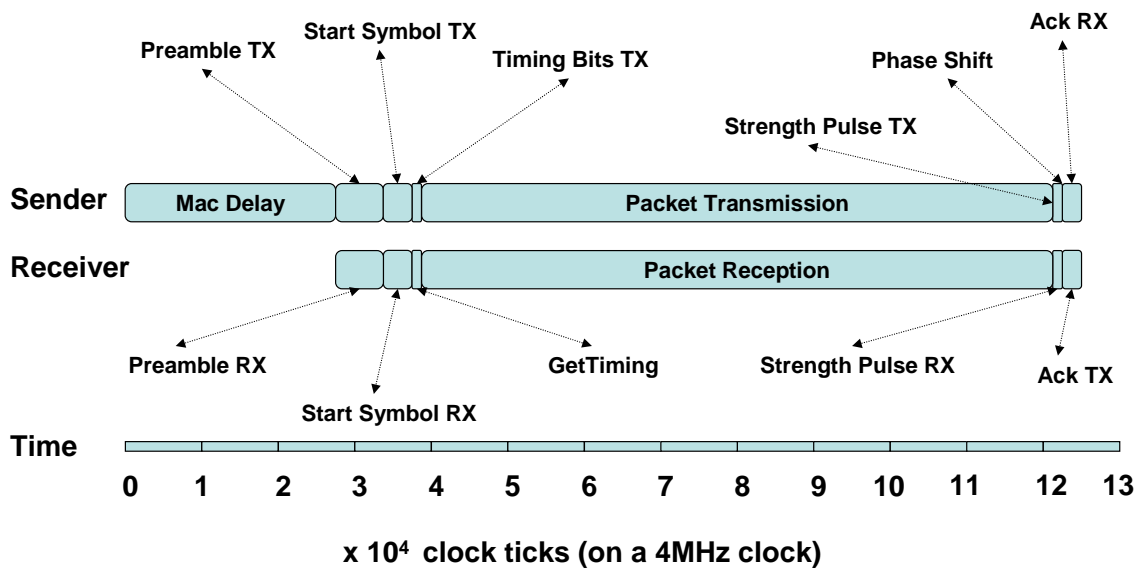 Ack RX
Start Symbol TX
Preamble TX
Timing Bits TX
Phase Shift
Strength Pulse TX
Sender
Mac Delay
Packet Transmission
Receiver
Packet Reception
Preamble RX
GetTiming
Strength Pulse RX
Ack TX
Start Symbol RX
Time
0 1 2 3 4 5 6 7 8 9 10 11 12 13
x 10⁴ clock ticks (on a 4MHz clock)